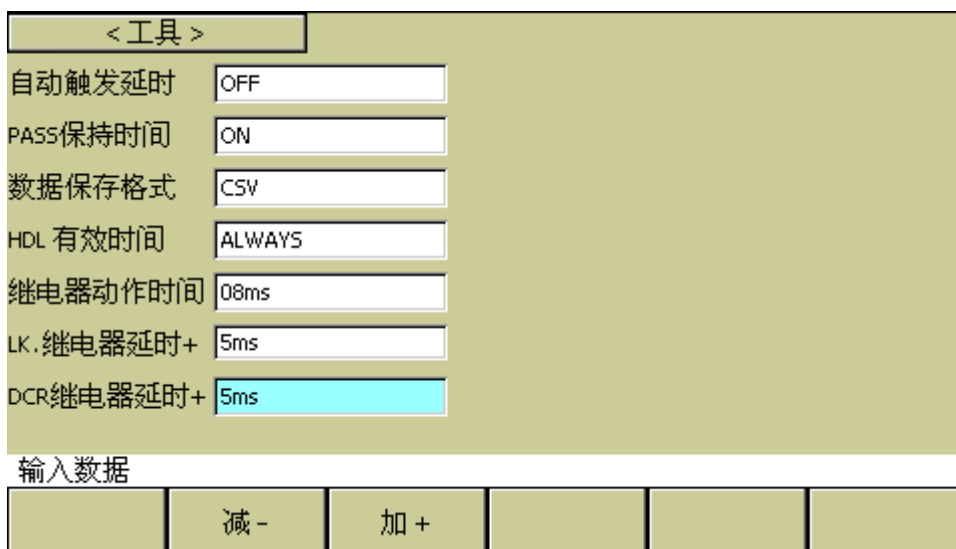 <工具>
自动触发延时 OFF
PASS保持时间 ON
数据保存格式 CSV
HDL 有效时间 ALWAYS
继电器动作时间 08ms
LK.继电器延时+ 5ms
DCR继电器延时+ 5ms
输入数据
减- 加+